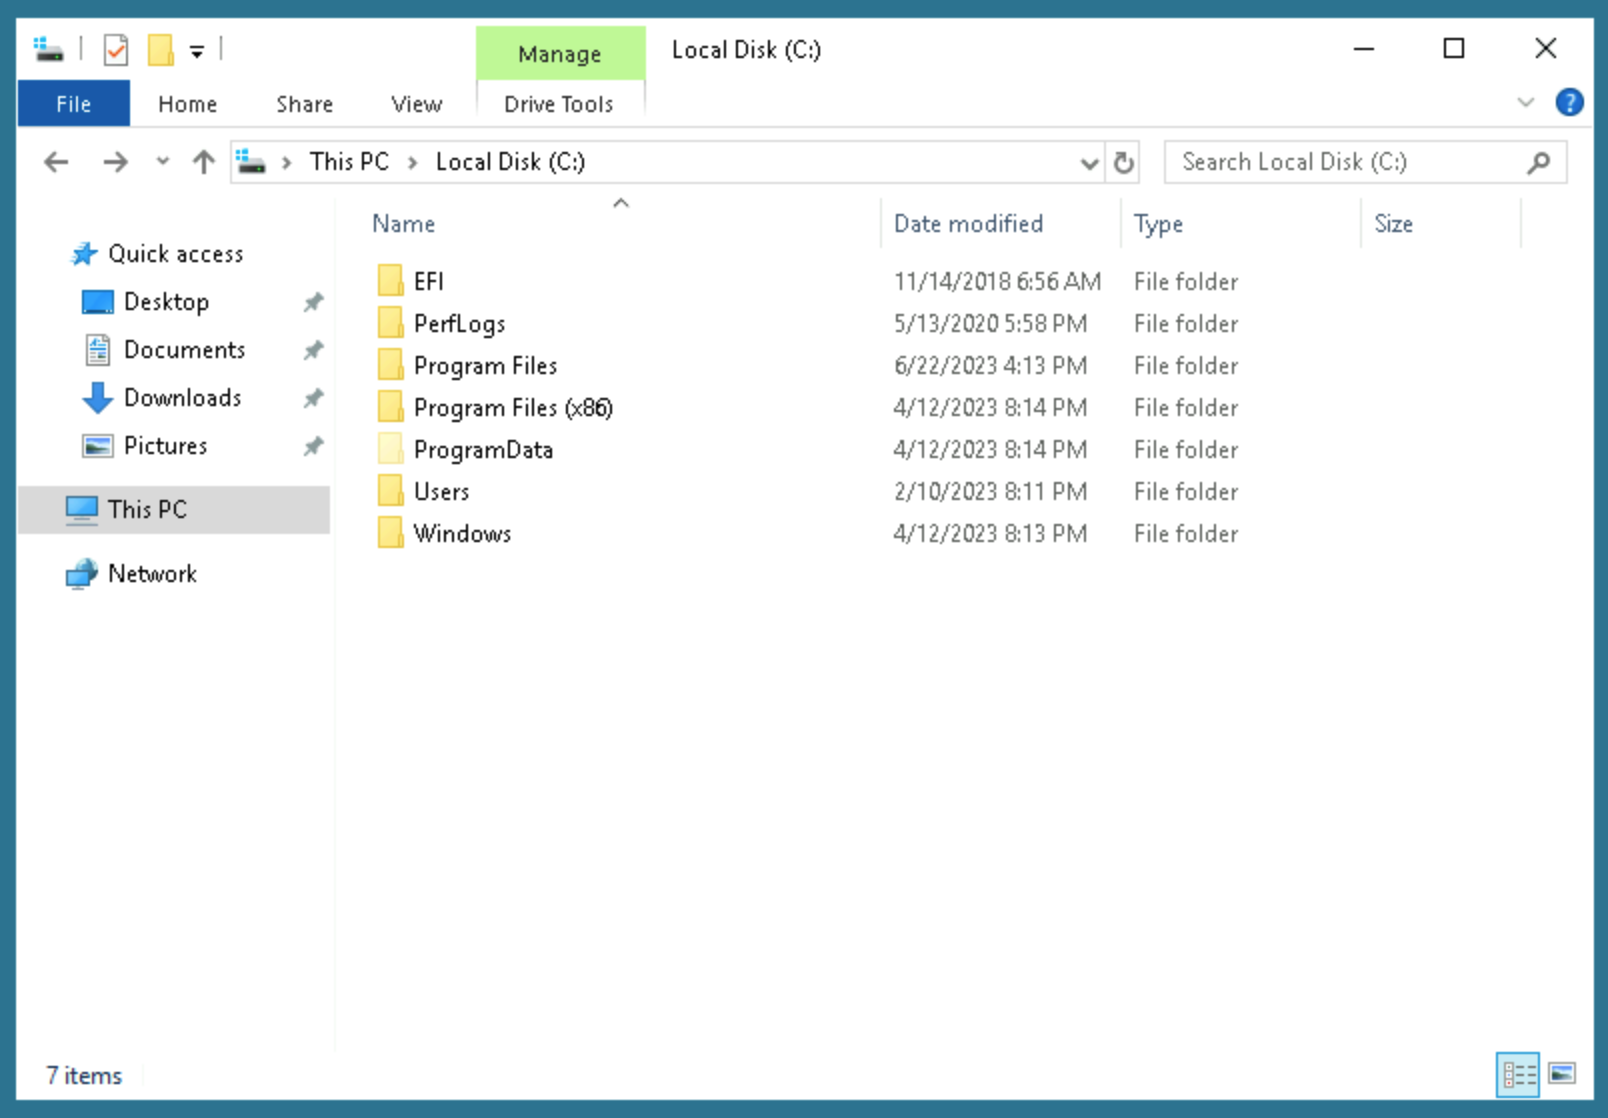 Manage
Local Disk (C:)
File
Home
Share
View
Drive Tools
?
This PC
Local Disk (C:)
Search Local Disk (C:)
Name
Date modified
Type
Size
Quick access
Desktop
Documents
Downloads
Pictures
This PC
Network
EFI 11/14/2018 6:56 AM File folder
PerfLogs 5/13/2020 5:58 PM File folder
Program Files 6/22/2023 4:13 PM File folder
Program Files (x86) 4/12/2023 8:14 PM File folder
ProgramData 4/12/2023 8:14 PM File folder
Users 2/10/2023 8:11 PM File folder
Windows 4/12/2023 8:13 PM File folder
7 items